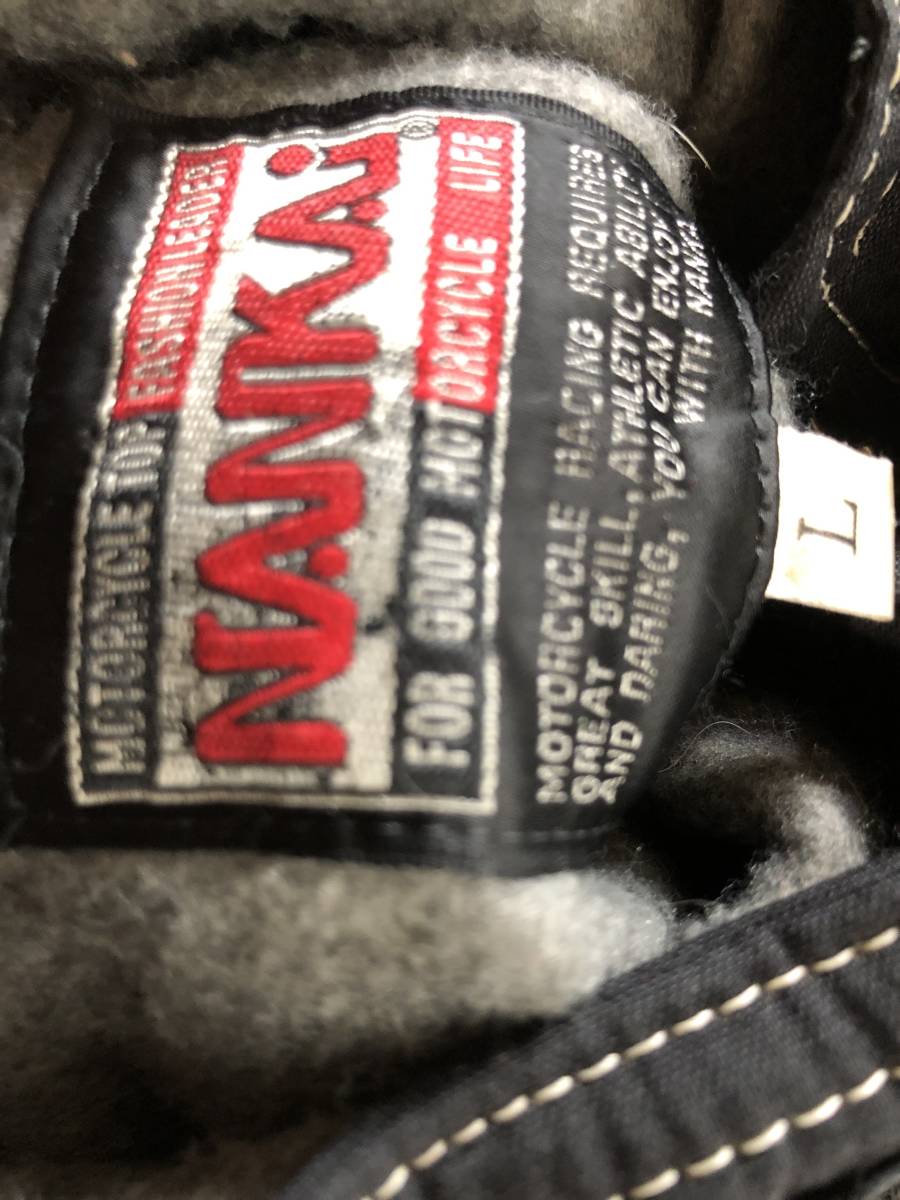 MOTORCYCLE TOP FASHION LEADER
NANKAI®
FOR GOOD MOTORCYCLE LIFE
MOTORCYCLE RACING REQUIRES
GREAT SKILL, ATHLETIC ABILITY
AND DARING, YOU CAN ENJOY
WITH NANKAI
L